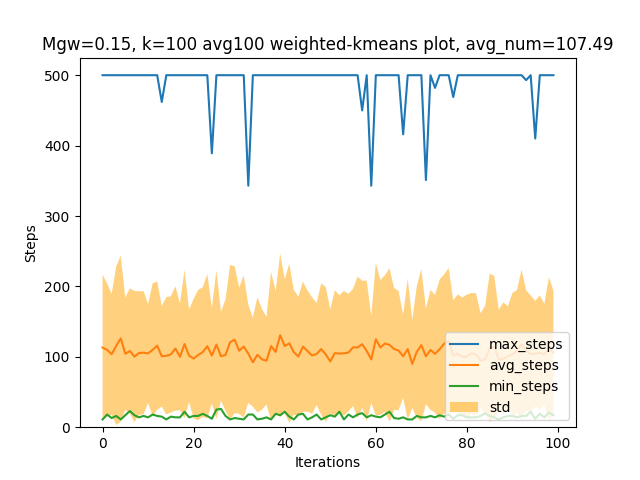 Mgw=0.15, k=100 avg100 weighted-kmeans plot, avg_num=107.49
500
400
300
200
100
0
Steps
max_steps
avg_steps
min_steps
std
0
20
40
60
80
100
Iterations